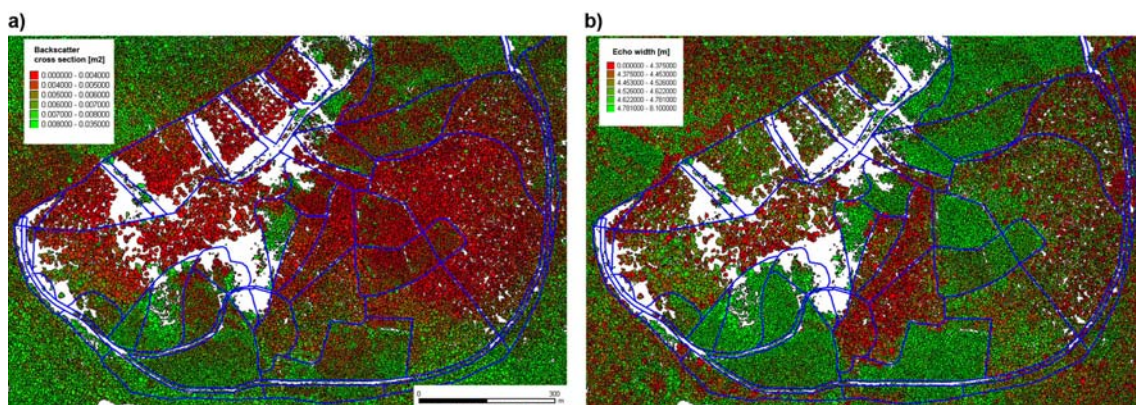 a)
Backscatter
cross section [m2]
0.000000 - 0.004000
0.004000 - 0.005000
0.005000 - 0.006000
0.006000 - 0.007000
0.007000 - 0.008000
0.008000 - 0.035000
0 300
m
b)
Echo width [m]
0.000000 - 4.375000
4.375000 - 4.453000
4.453000 - 4.526000
4.526000 - 4.622000
4.622000 - 4.781000
4.781000 - 8.100000